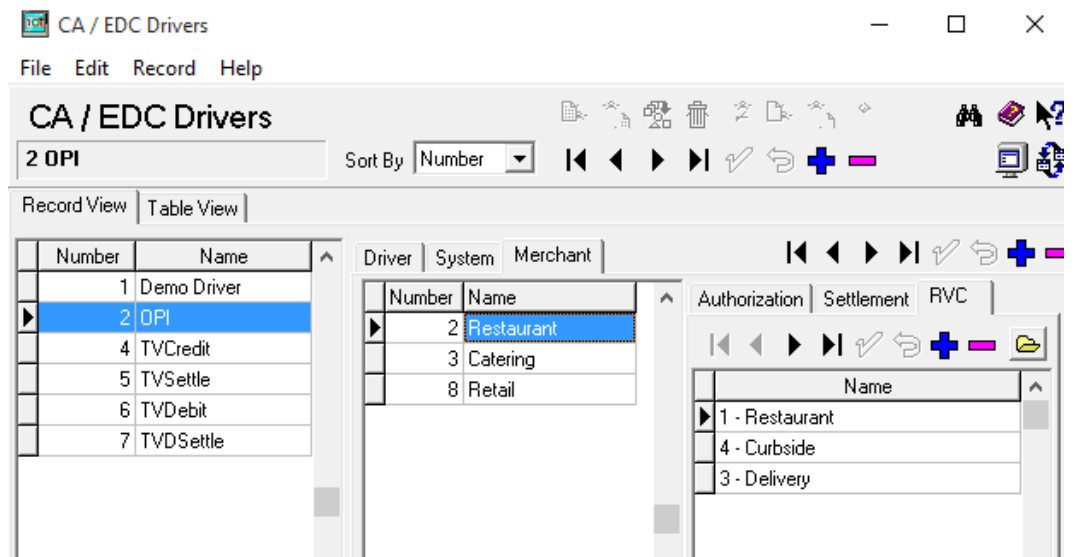 CA / EDC Drivers
File Edit Record Help
CA / EDC Drivers
2 OPI
Sort By Number
Record View Table View
Number Name
1 Demo Driver
2 OPI
4 TVCredit
5 TVSettle
6 TVDebit
7 TVDSettle
Driver System Merchant
Number Name
2 Restaurant
3 Catering
8 Retail
Authorization Settlement RVC
Name
1 - Restaurant
4 - Curbside
3 - Delivery